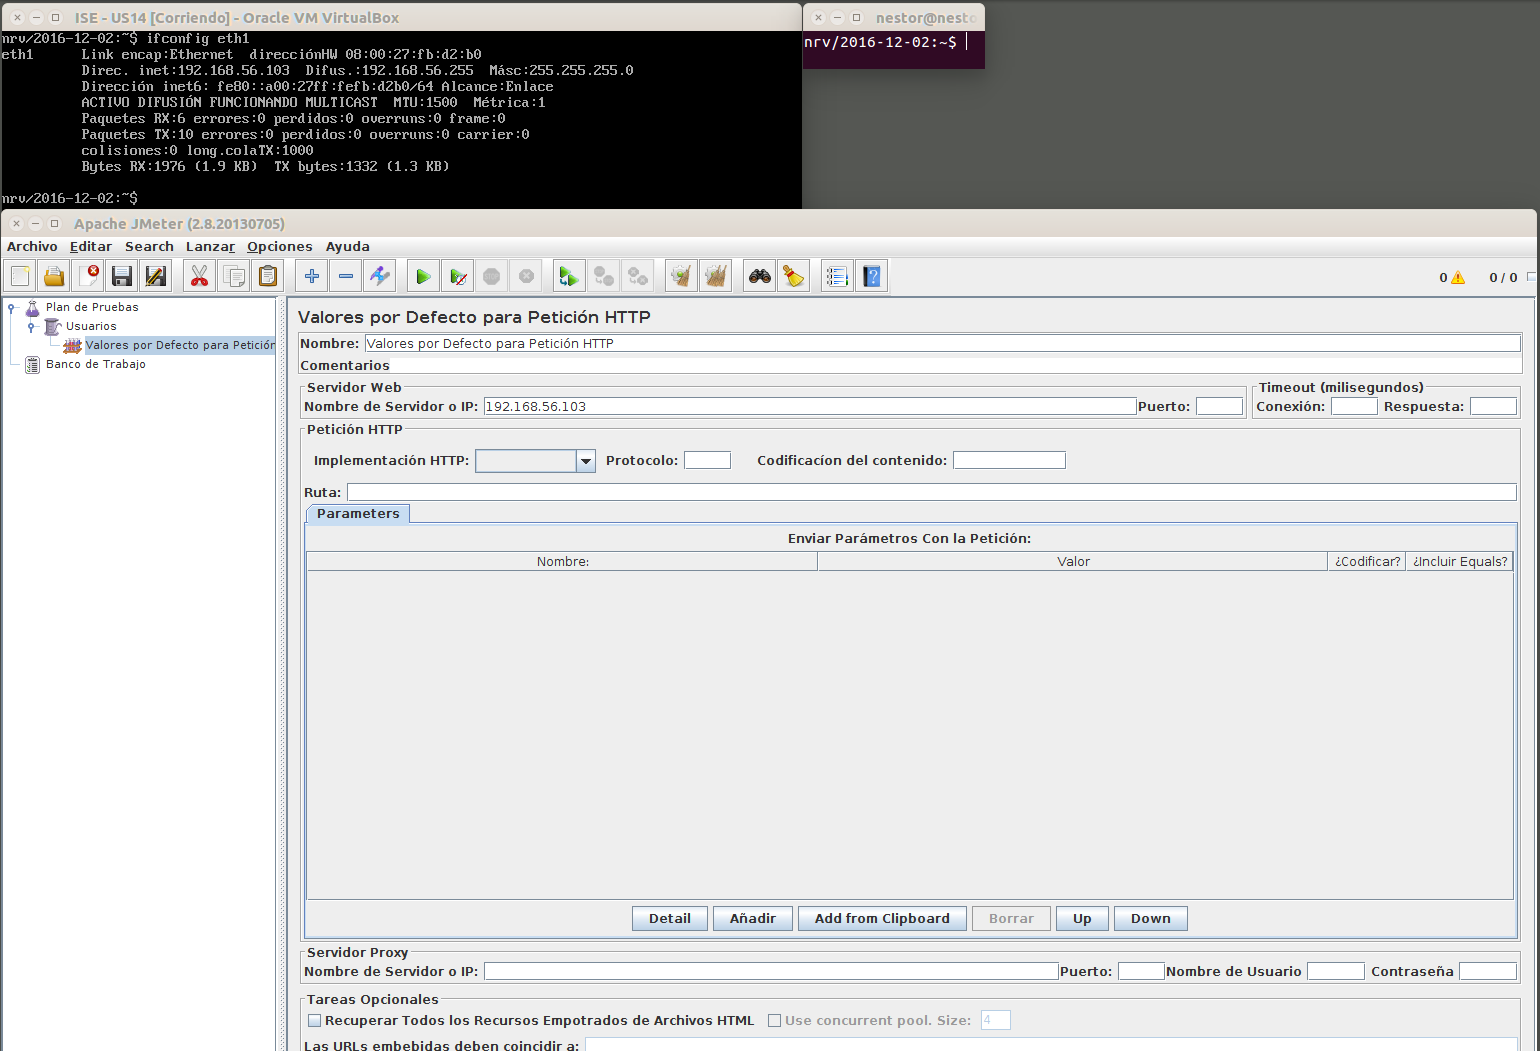 ISE - US14 [Corriendo] - Oracle VM VirtualBox
nrv/2016-12-02:~$ ifconfig eth1
eth1 Link encap:Ethernet direcciónHW 08:00:27:fb:d2:b0
Direc. inet:192.168.56.103 Difus.:192.168.56.255 Másc:255.255.255.0
Dirección inet6: fe80::a00:27ff:fefb:d2b0/64 Alcance:Enlace
ACTIVO DIFUSIÓN FUNCIONANDO MULTICAST MTU:1500 Métrica:1
Paquetes RX:6 errores:0 perdidos:0 overruns:0 frame:0
Paquetes TX:10 errores:0 perdidos:0 overruns:0 carrier:0
colisiones:0 long.colaTX:1000
Bytes RX:1976 (1.9 KB) TX bytes:1332 (1.3 KB)
nrv/2016-12-02:~$
nestor@nesto
nrv/2016-12-02:~$
Apache JMeter (2.8.20130705)
Archivo Editar Search Lanzar Opciones Ayuda
0 0 / 0
Plan de Pruebas
Usuarios
Valores por Defecto para Petición
Banco de Trabajo
Valores por Defecto para Petición HTTP
Nombre: Valores por Defecto para Petición HTTP
Comentarios
Servidor Web
Nombre de Servidor o IP: 192.168.56.103 Puerto:
Timeout (milisegundos)
Conexión: Respuesta:
Petición HTTP
Implementación HTTP: Protocolo: Codificacíon del contenido:
Ruta:
Parameters
Enviar Parámetros Con la Petición:
Nombre: Valor ¿Codificar? ¿Incluir Equals?
Detail Añadir Add from Clipboard Borrar Up Down
Servidor Proxy
Nombre de Servidor o IP: Puerto: Nombre de Usuario Contraseña
Tareas Opcionales
Recuperar Todos los Recursos Empotrados de Archivos HTML Use concurrent pool. Size: 4
Las URLs embebidas deben coincidir a: